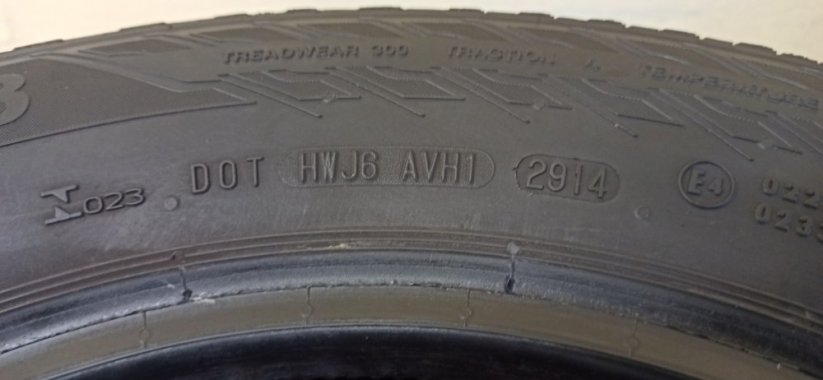 TREADWEAR 300 TRACTION A TEMPERATURE
DOT HWJ6 AVH1 2914 E4
023